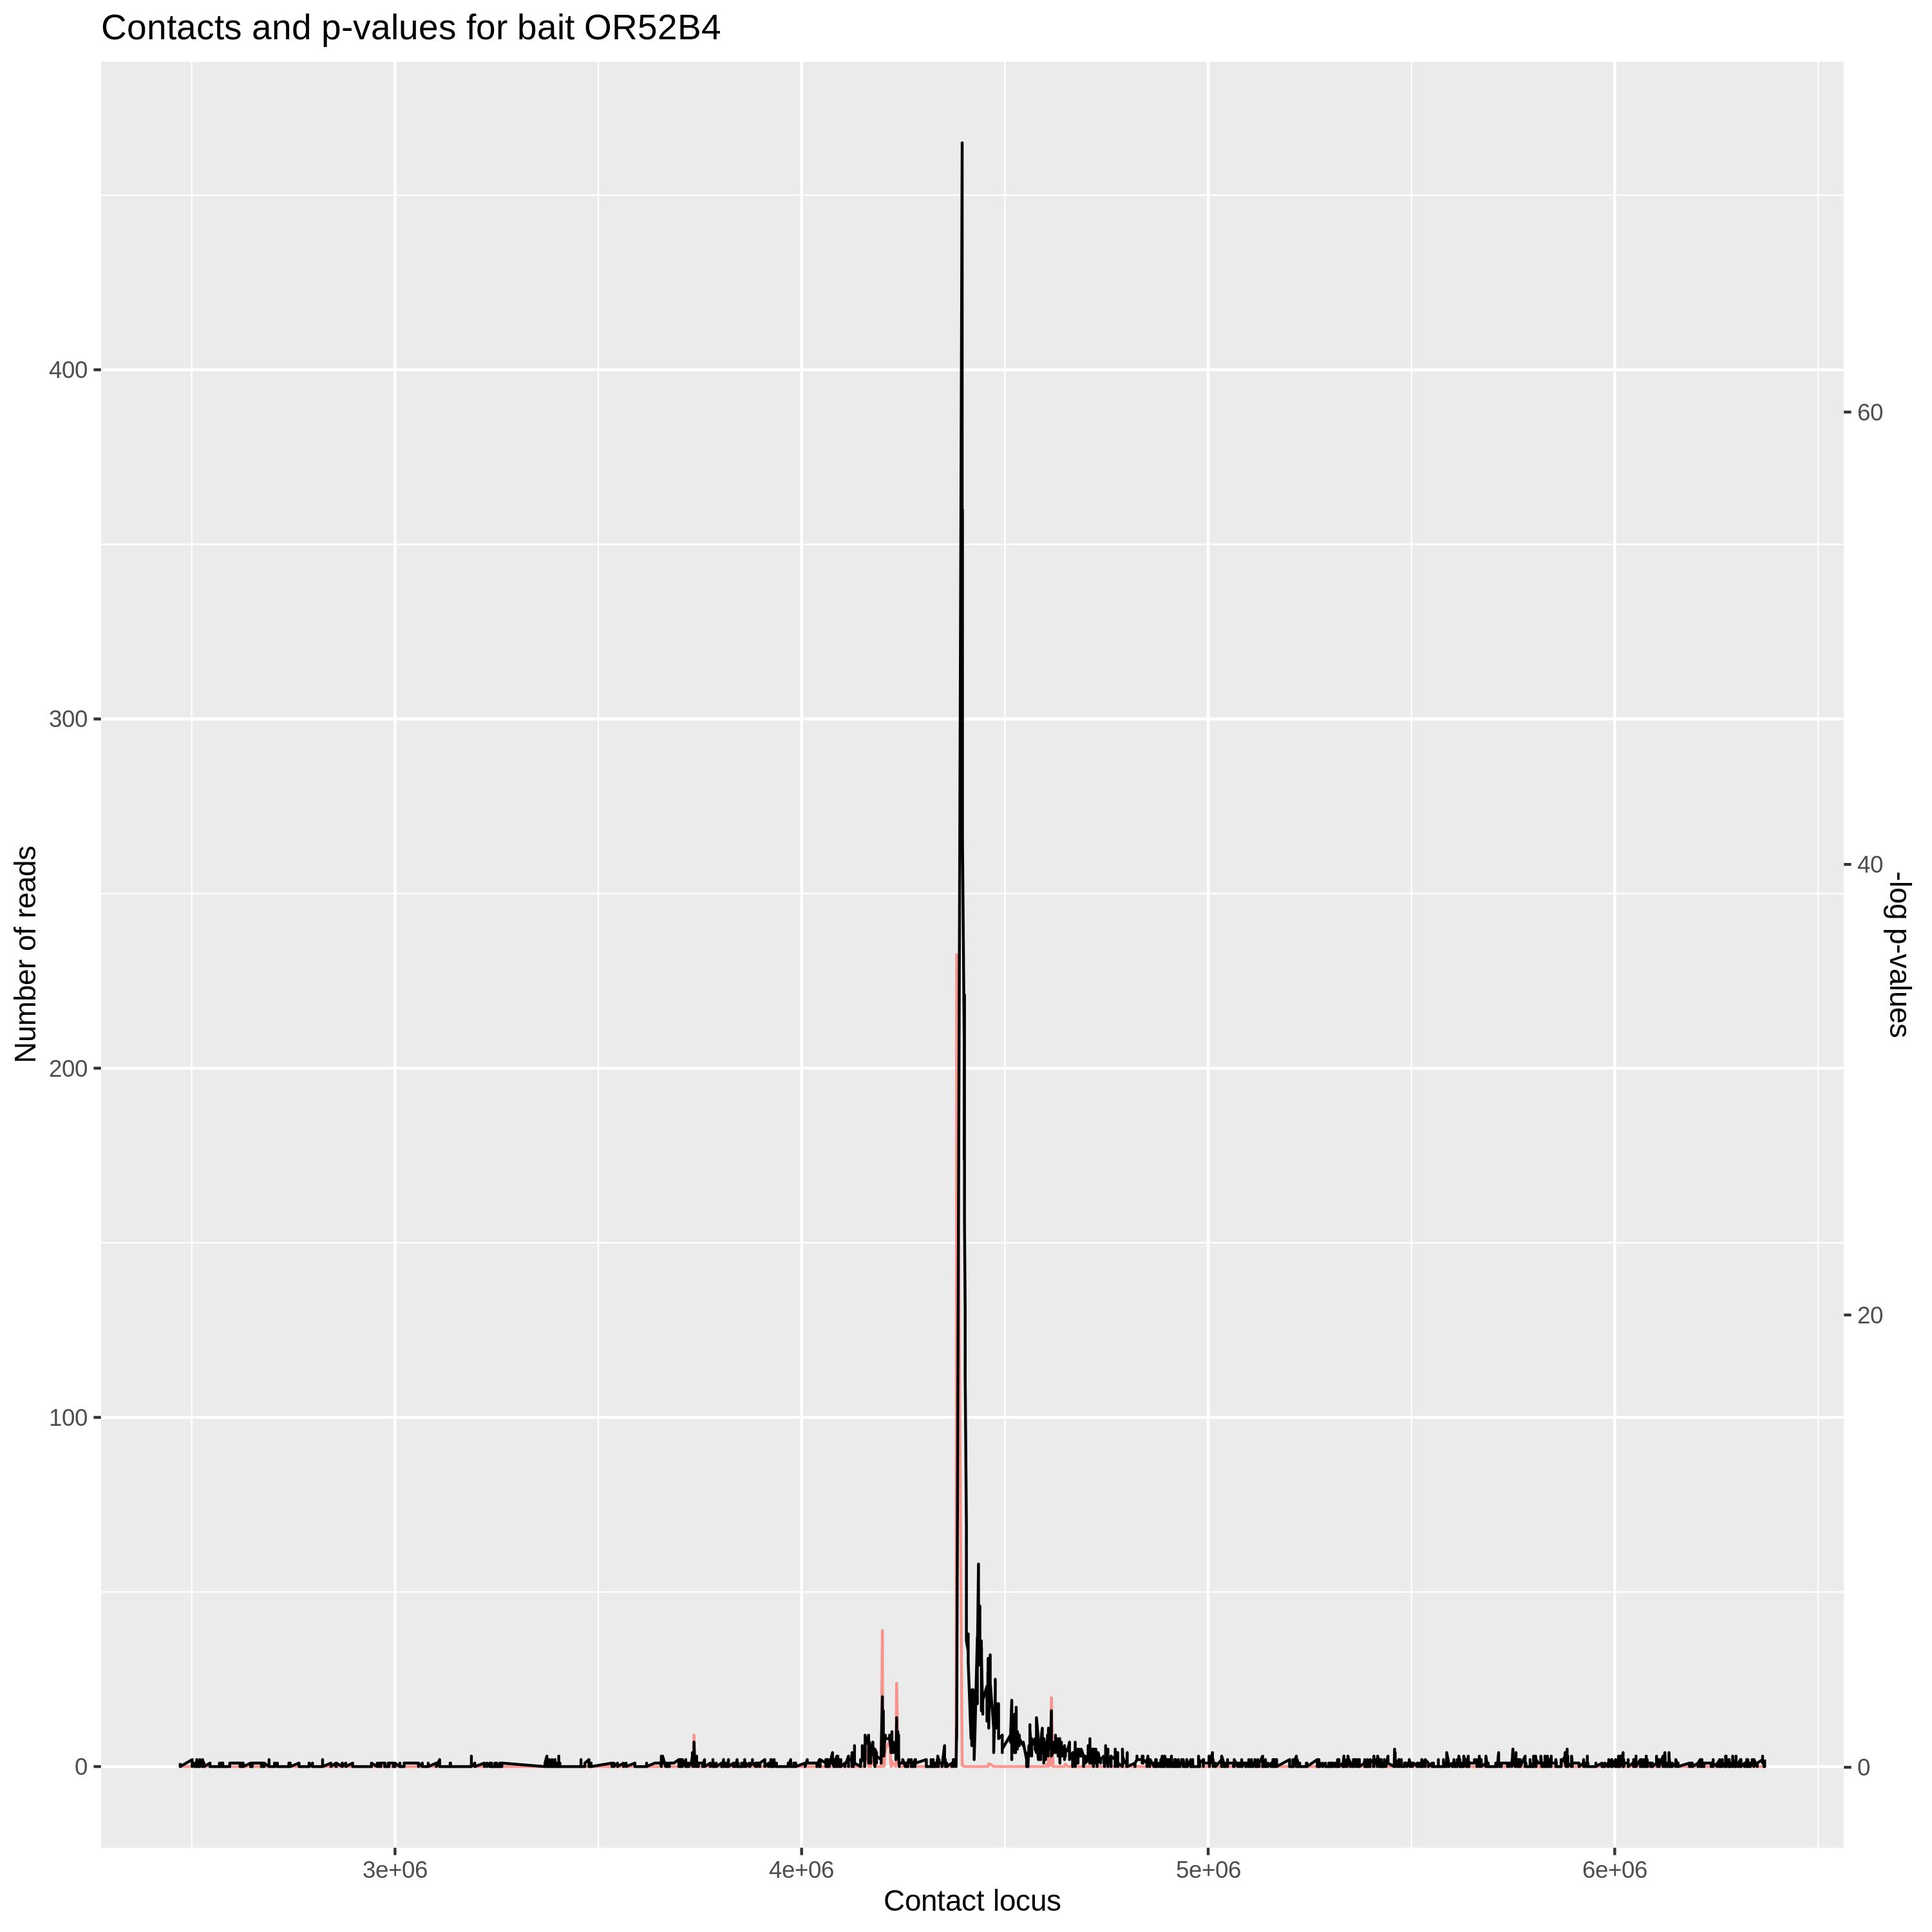 Contacts and p-values for bait OR52B4
Number of reads
400
300
200
100
0
60
40
20
0
-log p-values
3e+06
4e+06
5e+06
6e+06
Contact locus